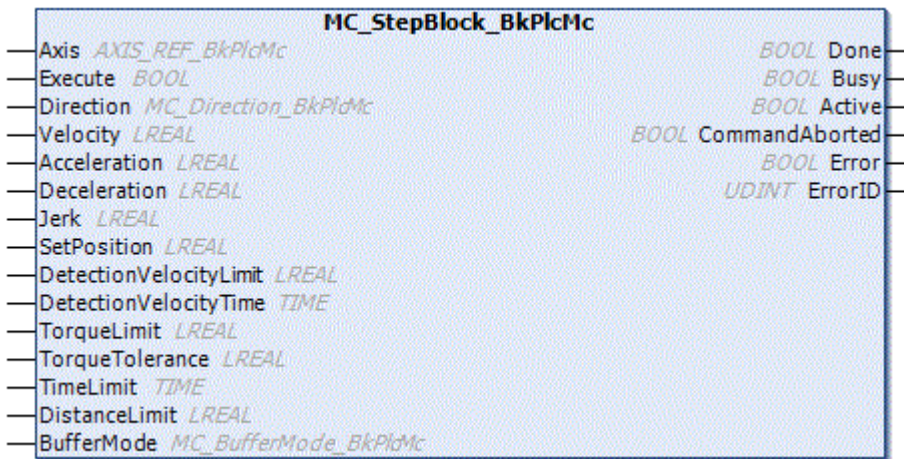 MC_StepBlock_BkPlcMc
Axis AXIS_REF_BkPlcMc BOOL Done
Execute BOOL BOOL Busy
Direction MC_Direction_BkPlcMc BOOL Active
Velocity LREAL BOOL CommandAborted
Acceleration LREAL BOOL Error
Deceleration LREAL UDINT ErrorID
Jerk LREAL
SetPosition LREAL
DetectionVelocityLimit LREAL
DetectionVelocityTime TIME
TorqueLimit LREAL
TorqueTolerance LREAL
TimeLimit TIME
DistanceLimit LREAL
BufferMode MC_BufferMode_BkPlcMc